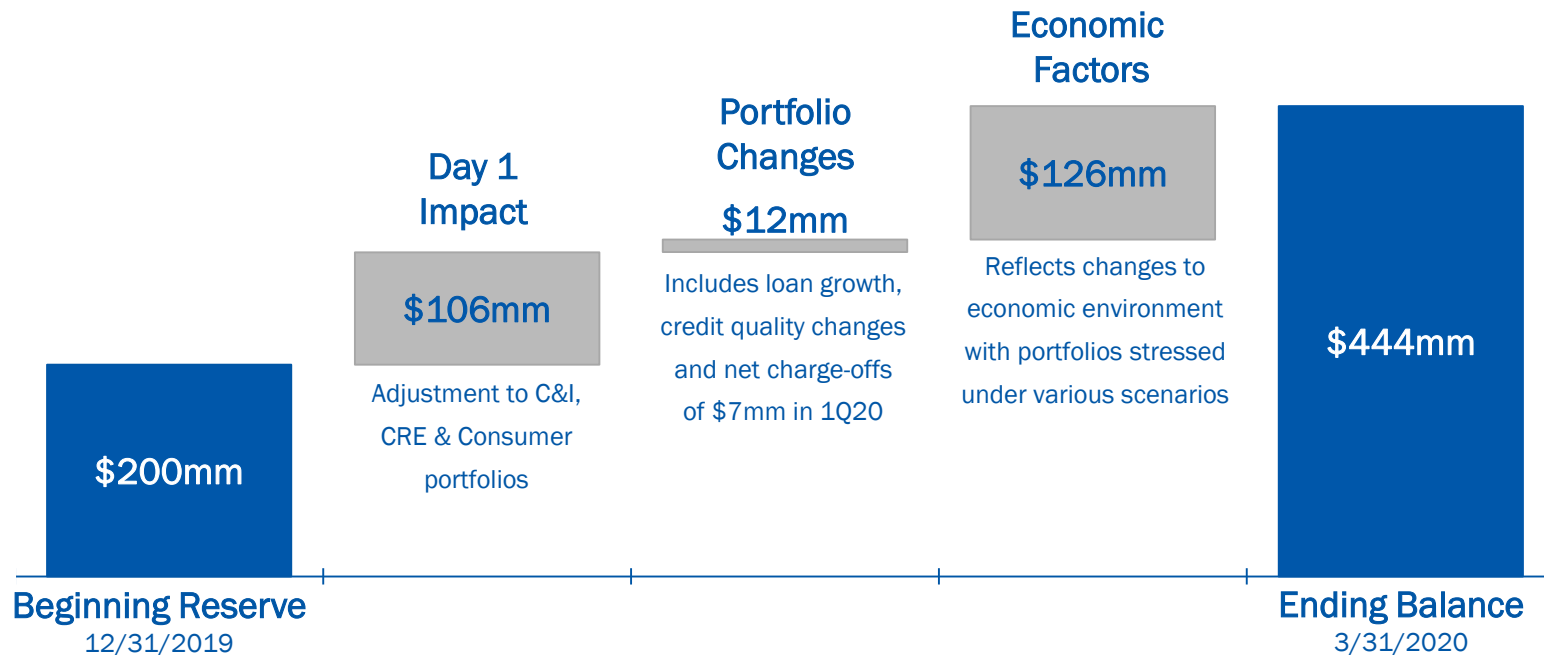 Beginning Reserve
12/31/2019
$200mm
Day 1
Impact
$106mm
Adjustment to C&I,
CRE & Consumer
portfolios
Portfolio
Changes
$12mm
Includes loan growth,
credit quality changes
and net charge-offs
of $7mm in 1Q20
Economic
Factors
$126mm
Reflects changes to
economic environment
with portfolios stressed
under various scenarios
$444mm
Ending Balance
3/31/2020